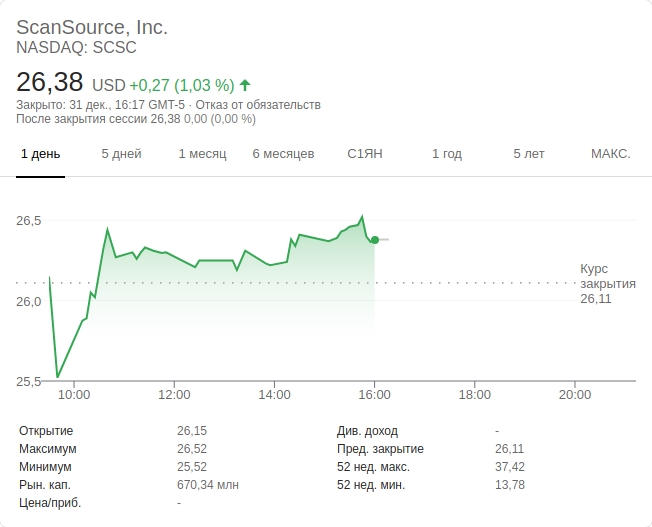 ScanSource, Inc.
NASDAQ: SCSC
26,38 USD +0,27 (1,03 %)
Закрыто: 31 дек., 16:17 GMT-5 · Отказ от обязательств
После закрытия сессии 26,38 0,00 (0,00 %)
1 день 5 дней 1 месяц 6 месяцев С1ЯН 1 год 5 лет МАКС.
26,5
Курс
закрытия
26,0
26,11
25,5
10:00 12:00 14:00 16:00 18:00 20:00
Открытие 26,15 Див. доход -
Максимум 26,52 Пред. закрытие 26,11
Минимум 25,52 52 нед. макс. 37,42
Рын. кап. 670,34 млн 52 нед. мин. 13,78
Цена/приб. -